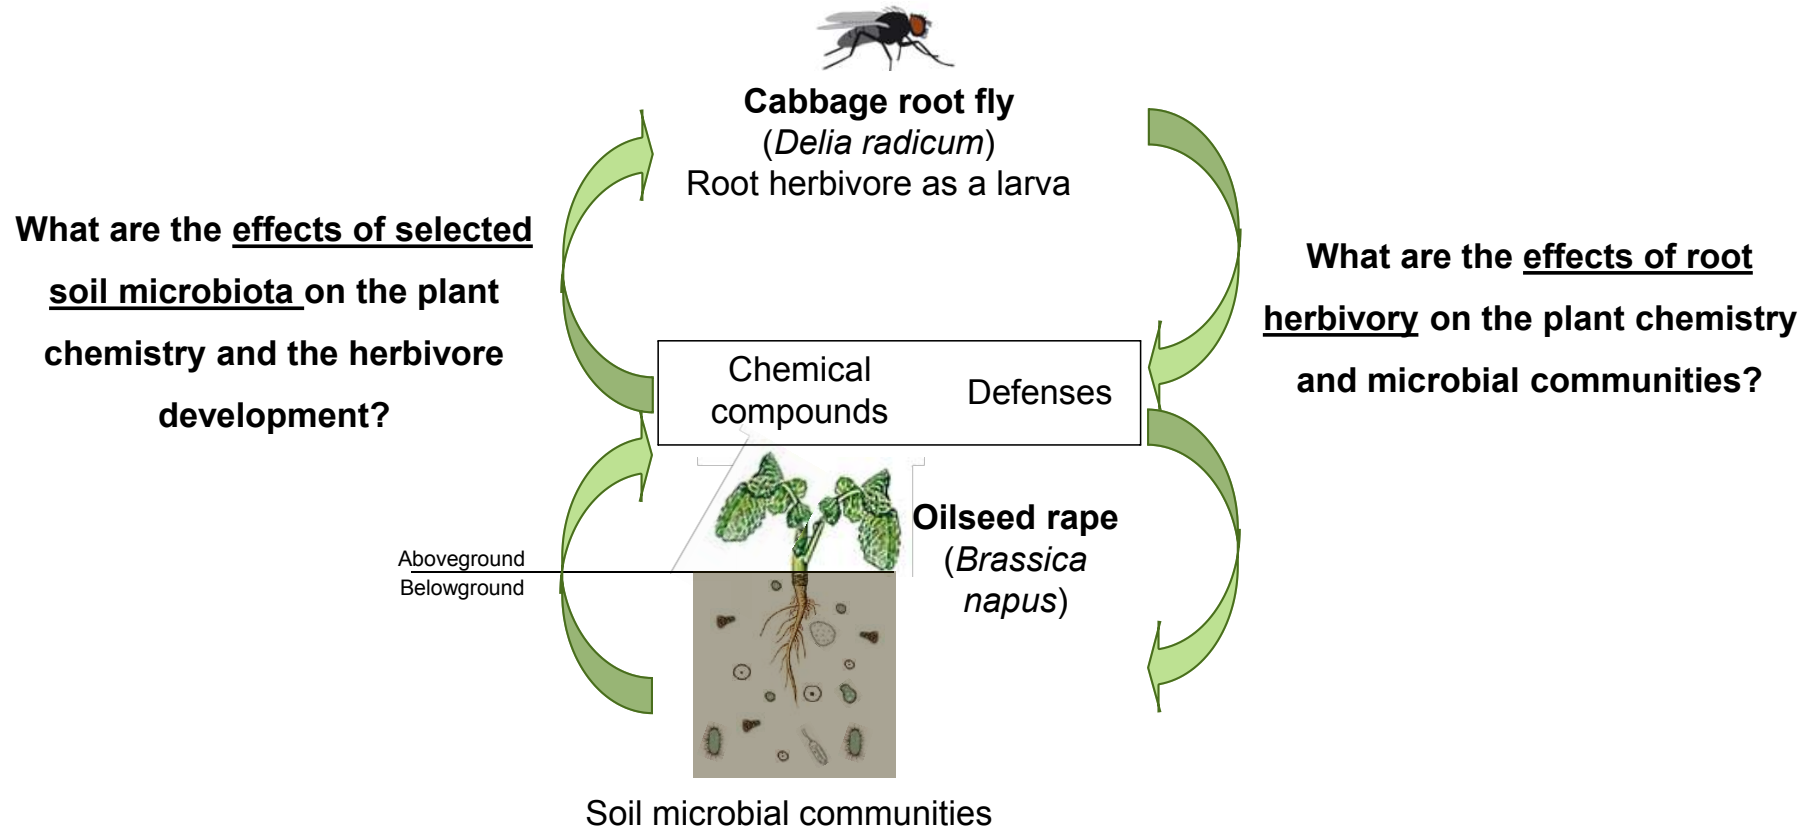 Cabbage root fly
(Delia radicum)
Root herbivore as a larva
What are the effects of selected
soil microbiota on the plant
chemistry and the herbivore
development?
What are the effects of root
herbivory on the plant chemistry
and microbial communities?
Chemical
compounds
Defenses
Oilseed rape
(Brassica
napus)
Aboveground
Belowground
Soil microbial communities